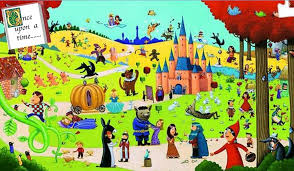 Once
upon a
time.....